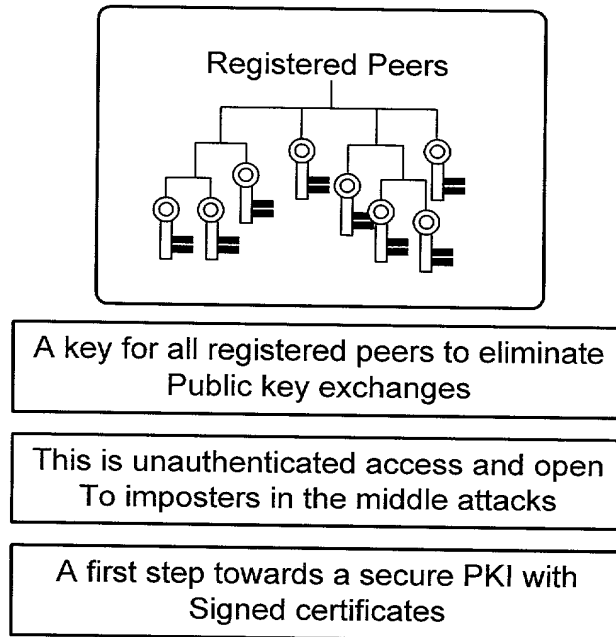 Registered Peers
A key for all registered peers to eliminate
Public key exchanges
This is unauthenticated access and open
To imposters in the middle attacks
A first step towards a secure PKI with
Signed certificates